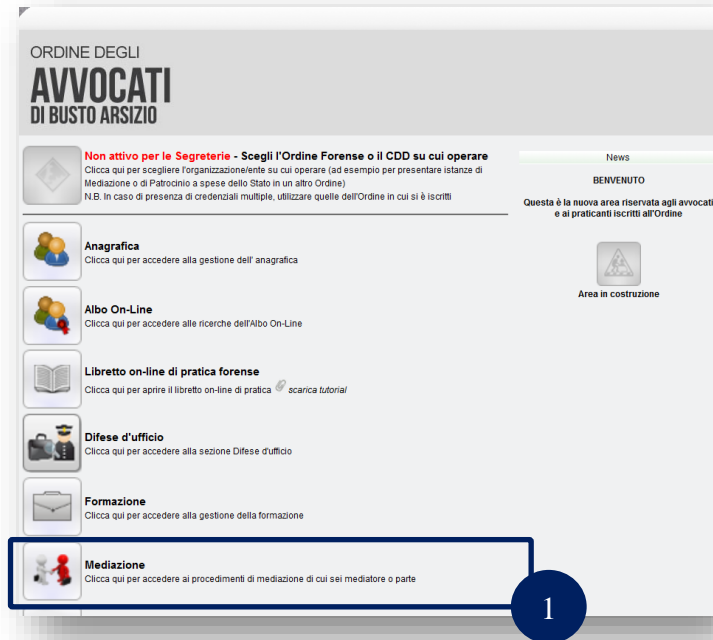 ORDINE DEGLI
AVVOCATI
DI BUSTO ARSIZIO
Non attivo per le Segreterie - Scegli l'Ordine Forense o il CDD su cui operare
Clicca qui per scegliere l'organizzazione/ente su cui operare (ad esempio per presentare istanze di
Mediazione o di Patrocinio a spese dello Stato in un altro Ordine)
N.B. In caso di presenza di credenziali multiple, utilizzare quelle dell'Ordine in cui si è iscritti
Anagrafica
Clicca qui per accedere alla gestione dell' anagrafica
Albo On-Line
Clicca qui per accedere alle ricerche dell'Albo On-Line
Libretto on-line di pratica forense
Clicca qui per aprire il libretto on-line di pratica scarica tutorial
Difese d'ufficio
Clicca qui per accedere alla sezione Difese d'ufficio
Formazione
Clicca qui per accedere alla gestione della formazione
Mediazione
Clicca qui per accedere ai procedimenti di mediazione di cui sei mediatore o parte
1
News
BENVENUTO
Questa è la nuova area riservata agli avvocati
e ai praticanti iscritti all'Ordine
Area in costruzione